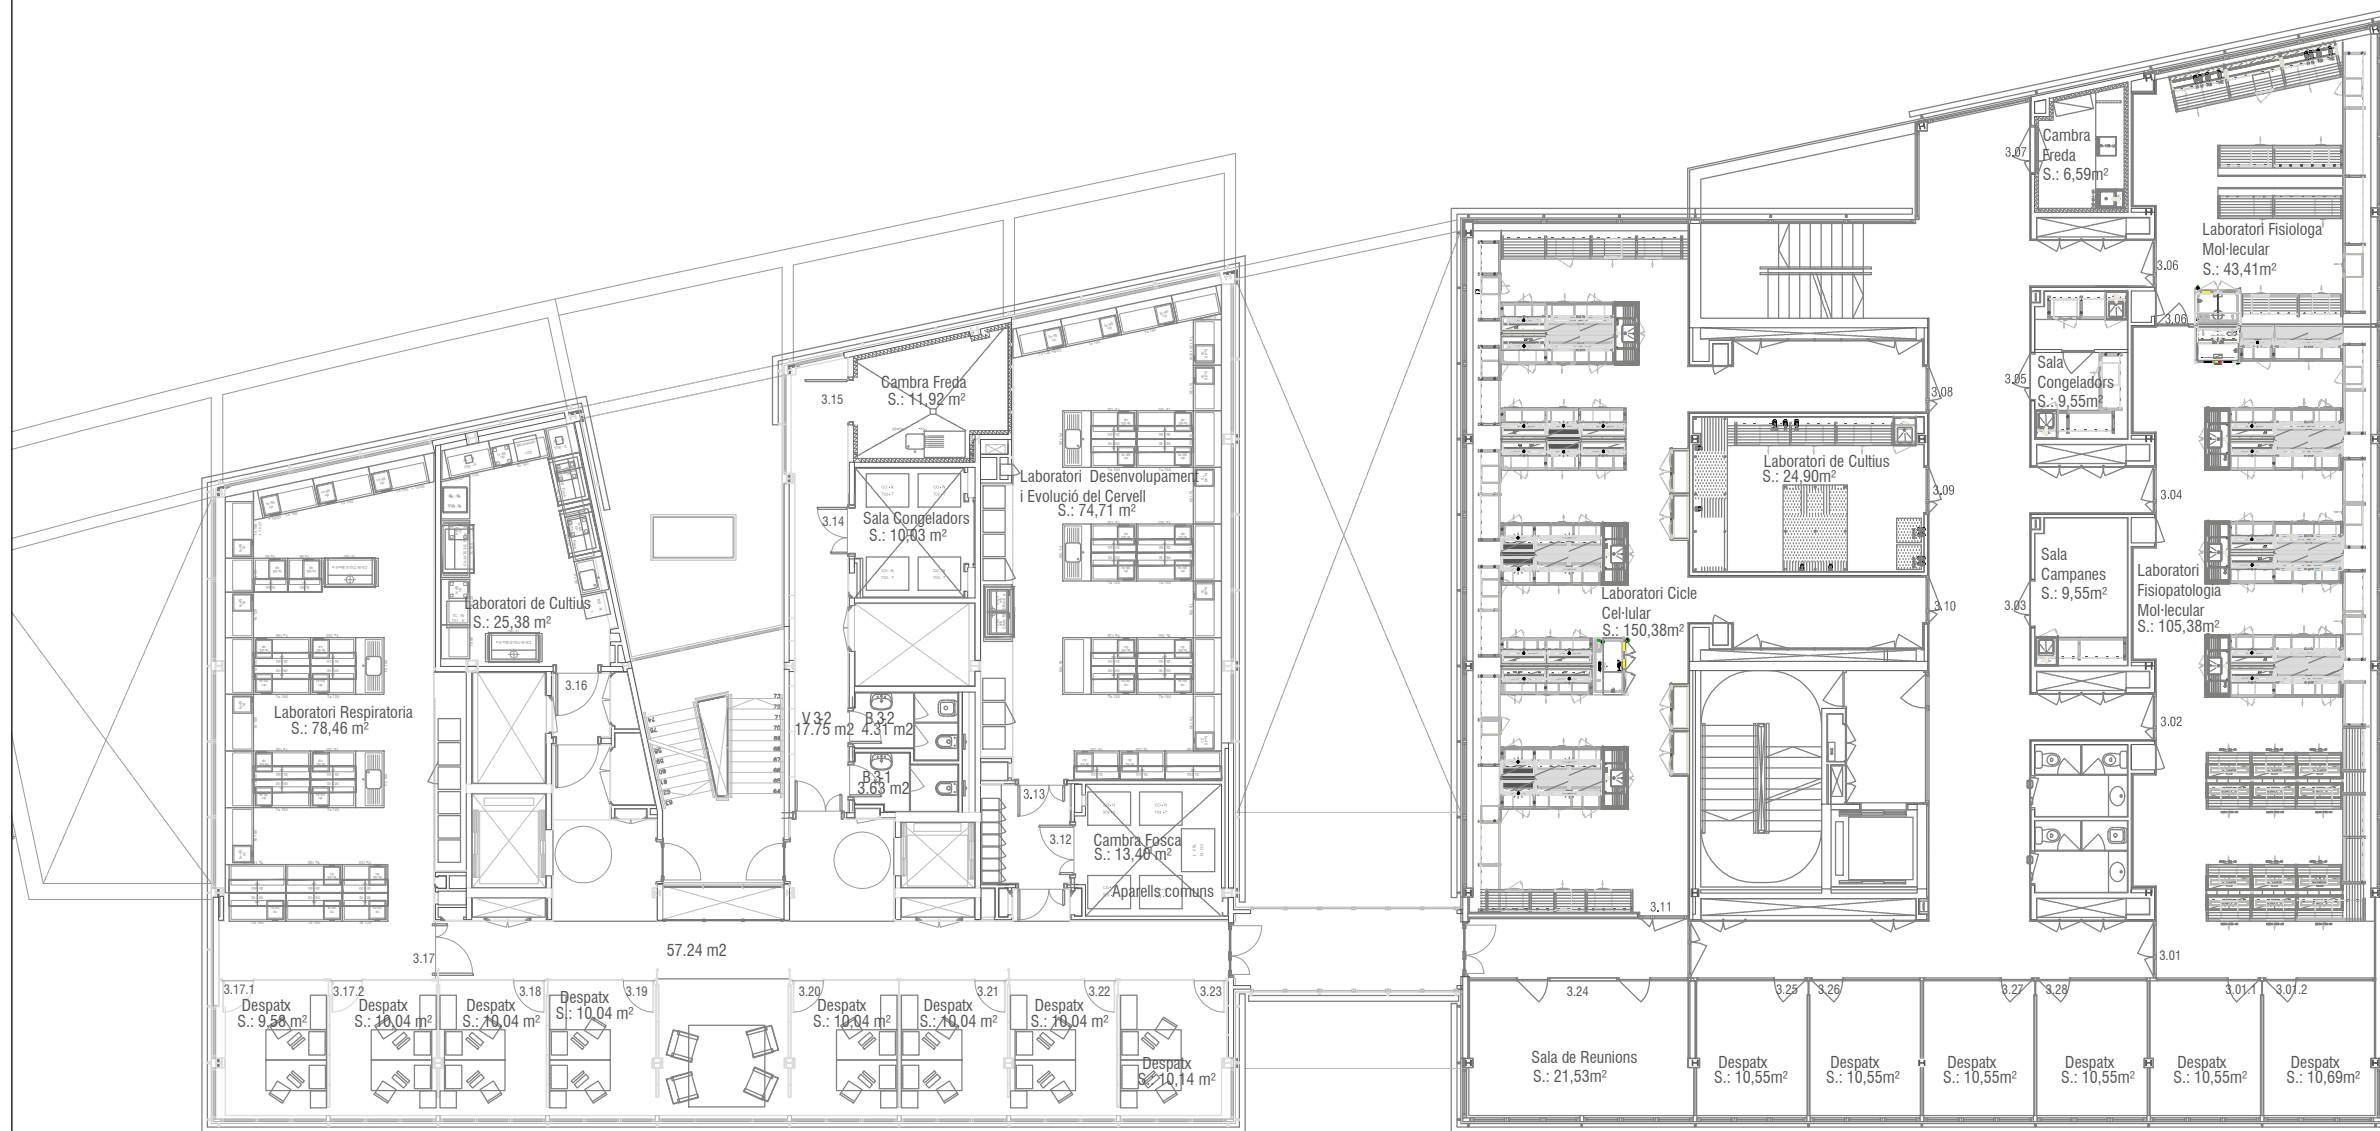 Laboratori Respiratoria
S.: 78,46 m²
Laboratori de Cultius
S.: 25,38 m²
3.16
3.15
Cambra Freda
S.: 11,92 m²
3.14
Sala Congeladors
S.: 10,03 m²
Laboratori Desenvolupament
i Evolució del Cervell
S.: 74,71 m²
V 3-2
17.75 m2
B 3-2
4.31 m2
B 3-1
3.63 m2
3.13
3.12
Cambra Fosca
S.: 13,40 m²
Aparells comuns
57.24 m2
3.17
3.17.1
Despatx
S.: 9,58 m²
3.17.2
Despatx
S.: 10,04 m²
Despatx
S.: 10,04 m²
3.18
Despatx
S.: 10,04 m²
3.19
3.20
Despatx
S.: 10,04 m²
Despatx
S.: 10,04 m²
3.21
Despatx
S.: 10,04 m²
3.22
3.23
Despatx
S.: 10,14 m²
Cambra
Freda
S.: 6,59m²
3.07
Laboratori Fisiologa
Mol·lecular
S.: 43,41m²
3.06
3.06
Sala
Congeladors
S.: 9,55m²
3.05
3.08
Laboratori de Cultius
S.: 24,90m²
3.09
3.04
Sala
Campanes
S.: 9,55m²
3.03
3.10
Laboratori
Fisiopatologia
Mol·lecular
S.: 105,38m²
Laboratori Cicle
Cel·lular
S.: 150,38m²
3.02
3.11
3.01
3.24
Sala de Reunions
S.: 21,53m²
3.25
Despatx
S.: 10,55m²
3.26
Despatx
S.: 10,55m²
3.27
Despatx
S.: 10,55m²
3.28
Despatx
S.: 10,55m²
3.01.1
Despatx
S.: 10,55m²
3.01.2
Despatx
S.: 10,69m²